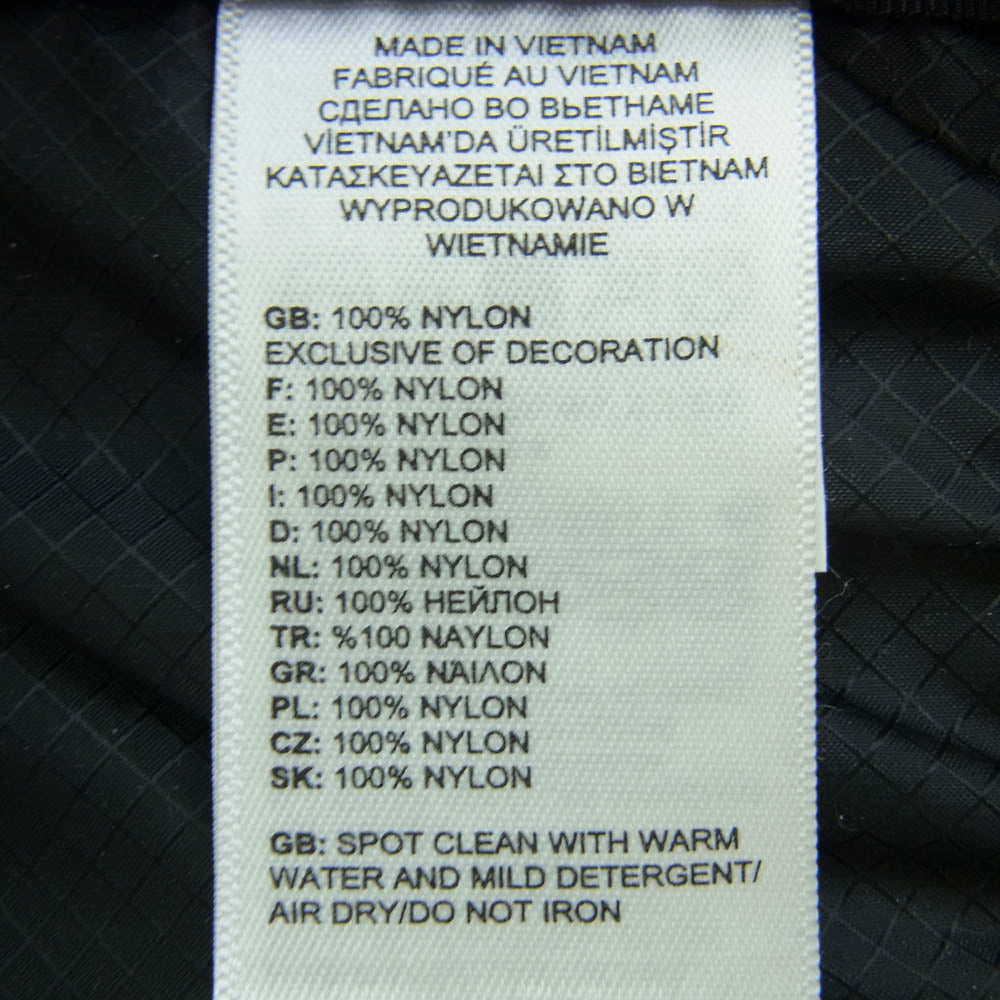 MADE IN VIETNAM
FABRIQUÉ AU VIETNAM
СДЕЛАНО ВО ВЬЕТНАМЕ
VİETNAM'DA ÜRETİLMİŞTİR
ΚΑΤΑΣΚΕΥΑΖΕΤΑΙ ΣΤΟ ΒΙΕΤΝΑΜ
WYPRODUKOWANO W
WIETNAMIE
GB: 100% NYLON
EXCLUSIVE OF DECORATION
F: 100% NYLON
E: 100% NYLON
P: 100% NYLON
I: 100% NYLON
D: 100% NYLON
NL: 100% NYLON
RU: 100% НЕЙЛОН
TR: %100 NAYLON
GR: 100% ΝΆΙΛΟΝ
PL: 100% NYLON
CZ: 100% NYLON
SK: 100% NYLON
GB: SPOT CLEAN WITH WARM
WATER AND MILD DETERGENT/
AIR DRY/DO NOT IRON